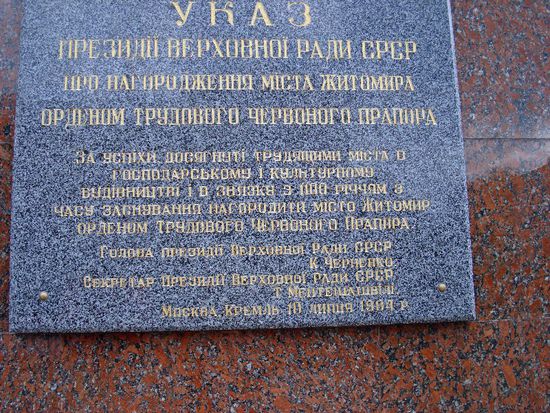 УКАЗ
ПРЕЗИДІЇ ВЕРХОВНОЇ РАДИ СРСР
ПРО НАГОРОДЖЕННЯ МІСТА ЖИТОМИРА
ОРДЕНОМ ТРУДОВОГО ЧЕРВОНОГО ПРАПОРА
ЗА УСПІХИ, ДОСЯГНУТІ ТРУДЯЩИМИ МІСТА В
ГОСПОДАРСЬКОМУ І КУЛЬТУРНОМУ
БУДІВНИЦТВІ І В ЗВ'ЯЗКУ З 1100 РІЧЧЯМ З
ЧАСУ ЗАСНУВАННЯ НАГОРОДИТИ МІСТО ЖИТОМИР
ОРДЕНОМ ТРУДОВОГО ЧЕРВОНОГО ПРАПОРА.
ГОЛОВА ПРЕЗИДІЇ ВЕРХОВНОЇ РАДИ СРСР
К. ЧЕРНЕНКО.
СЕКРЕТАР ПРЕЗИДІЇ ВЕРХОВНОЇ РАДИ СРСР
Т. МЕНТЕШАШВІЛІ.
МОСКВА, КРЕМЛЬ 10 ЛИПНЯ 1984 Г.